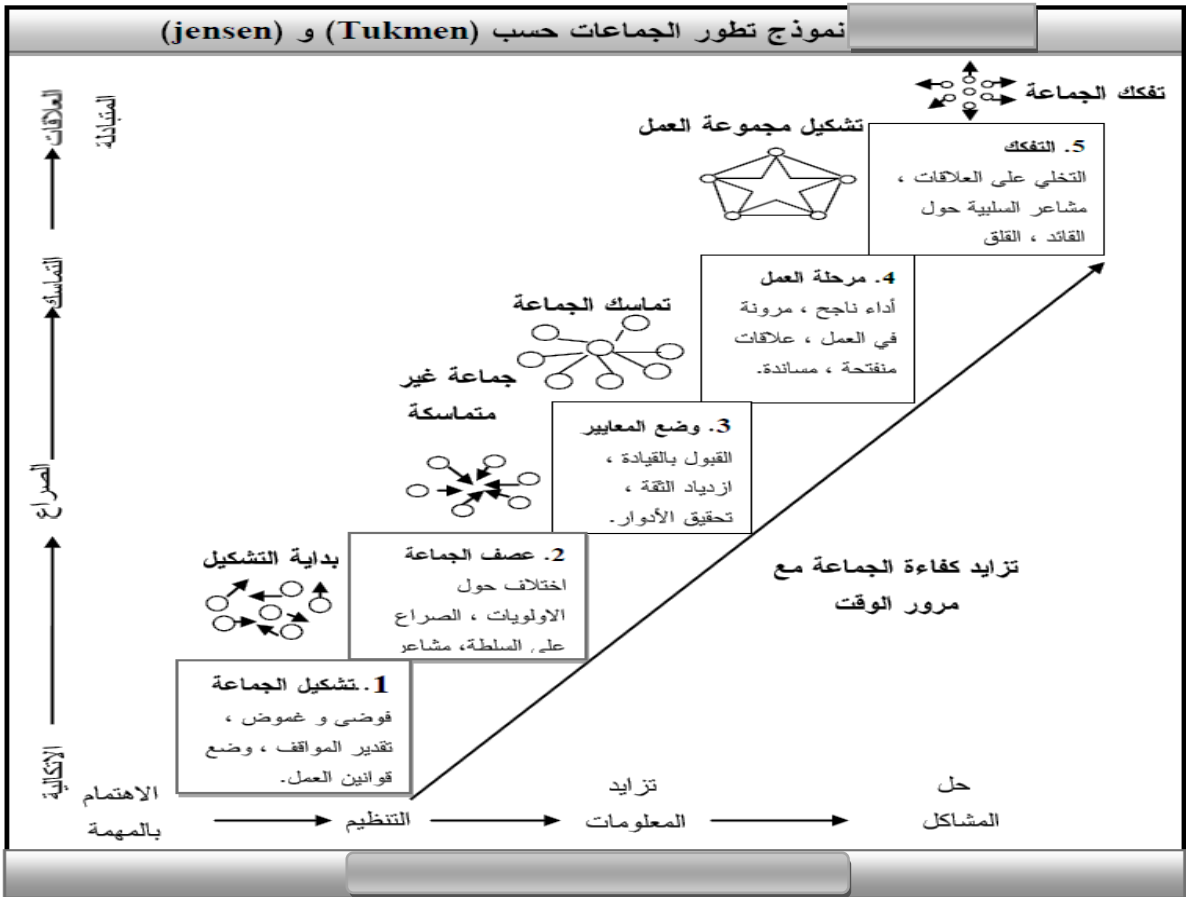 نموذج تطور الجماعات حسب (Tukmen) و (jensen)
العلاقات
المتبادلة
التماسك
الصراع
الاتكالية
تفكك الجماعة
5. التفكك
التخلي على العلاقات ،
مشاعر السلبية حول
القائد ، القلق
تشكيل مجموعة العمل
4. مرحلة العمل
أداء ناجح ، مرونة
في العمل ، علاقات
منفتحة ، مساندة.
تماسك الجماعة
3. وضع المعايير
القبول بالقيادة ،
ازدياد الثقة ،
تحقيق الأدوار.
جماعة غير
متماسكة
2. عصف الجماعة
اختلاف حول
الاولويات ، الصراع
على السلطة، مشاعر
بداية التشكيل
1..تشكيل الجماعة
فوضى و غموض ،
تقدير المواقف ، وضع
قوانين العمل.
تزايد كفاءة الجماعة مع
مرور الوقت
الاهتمام
بالمهمة
التنظيم
تزايد
المعلومات
حل
المشاكل